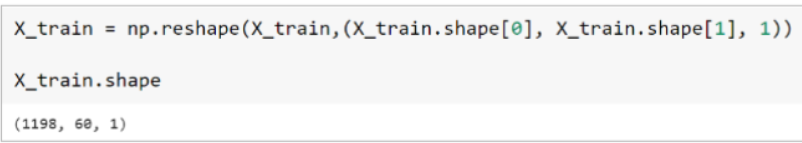 X_train = np.reshape(X_train,(X_train.shape[0], X_train.shape[1], 1))
X_train.shape
(1198, 60, 1)